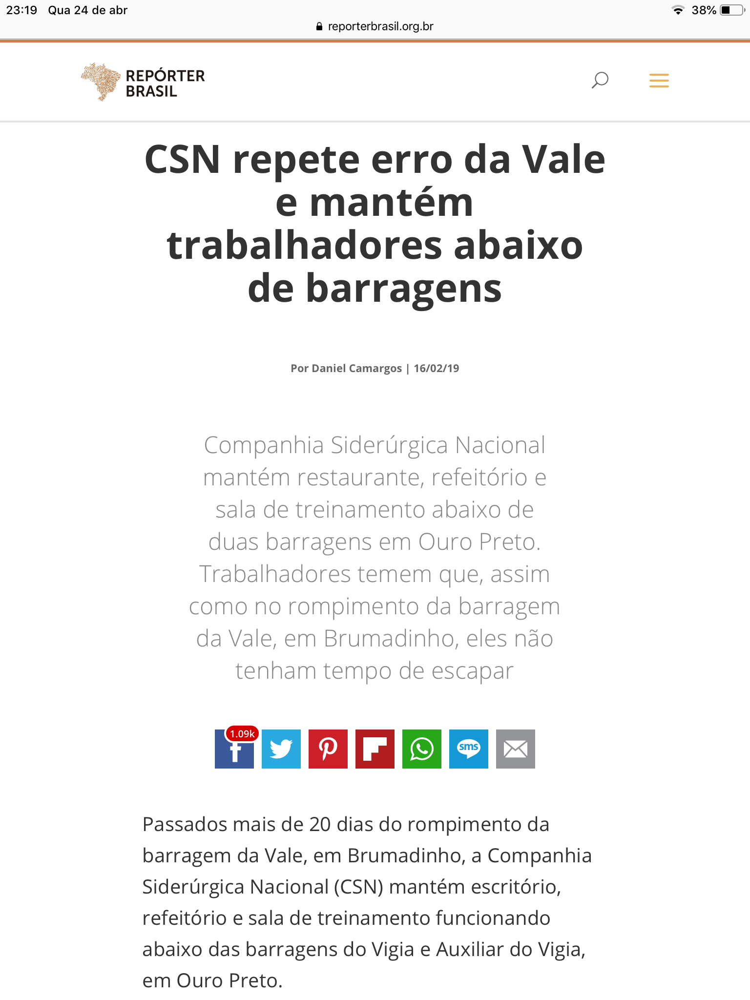 23:19 Qua 24 de abr 38%
reporterbrasil.org.br
REPÓRTER
BRASIL
CSN repete erro da Vale
e mantém
trabalhadores abaixo
de barragens
Por Daniel Camargos | 16/02/19
Companhia Siderúrgica Nacional
mantém restaurante, refeitório e
sala de treinamento abaixo de
duas barragens em Ouro Preto.
Trabalhadores temem que, assim
como no rompimento da barragem
da Vale, em Brumadinho, eles não
tenham tempo de escapar
1.09k
sms
Passados mais de 20 dias do rompimento da
barragem da Vale, em Brumadinho, a Companhia
Siderúrgica Nacional (CSN) mantém escritório,
refeitório e sala de treinamento funcionando
abaixo das barragens do Vigia e Auxiliar do Vigia,
em Ouro Preto.